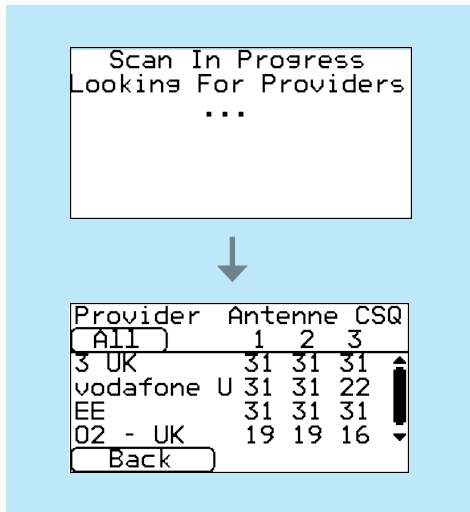 Scan In Progress
Looking For Providers
...
Provider Antenne CSQ
All 1 2 3
3 UK 31 31 31
vodafone U 31 31 22
EE 31 31 31
O2 - UK 19 19 16
Back